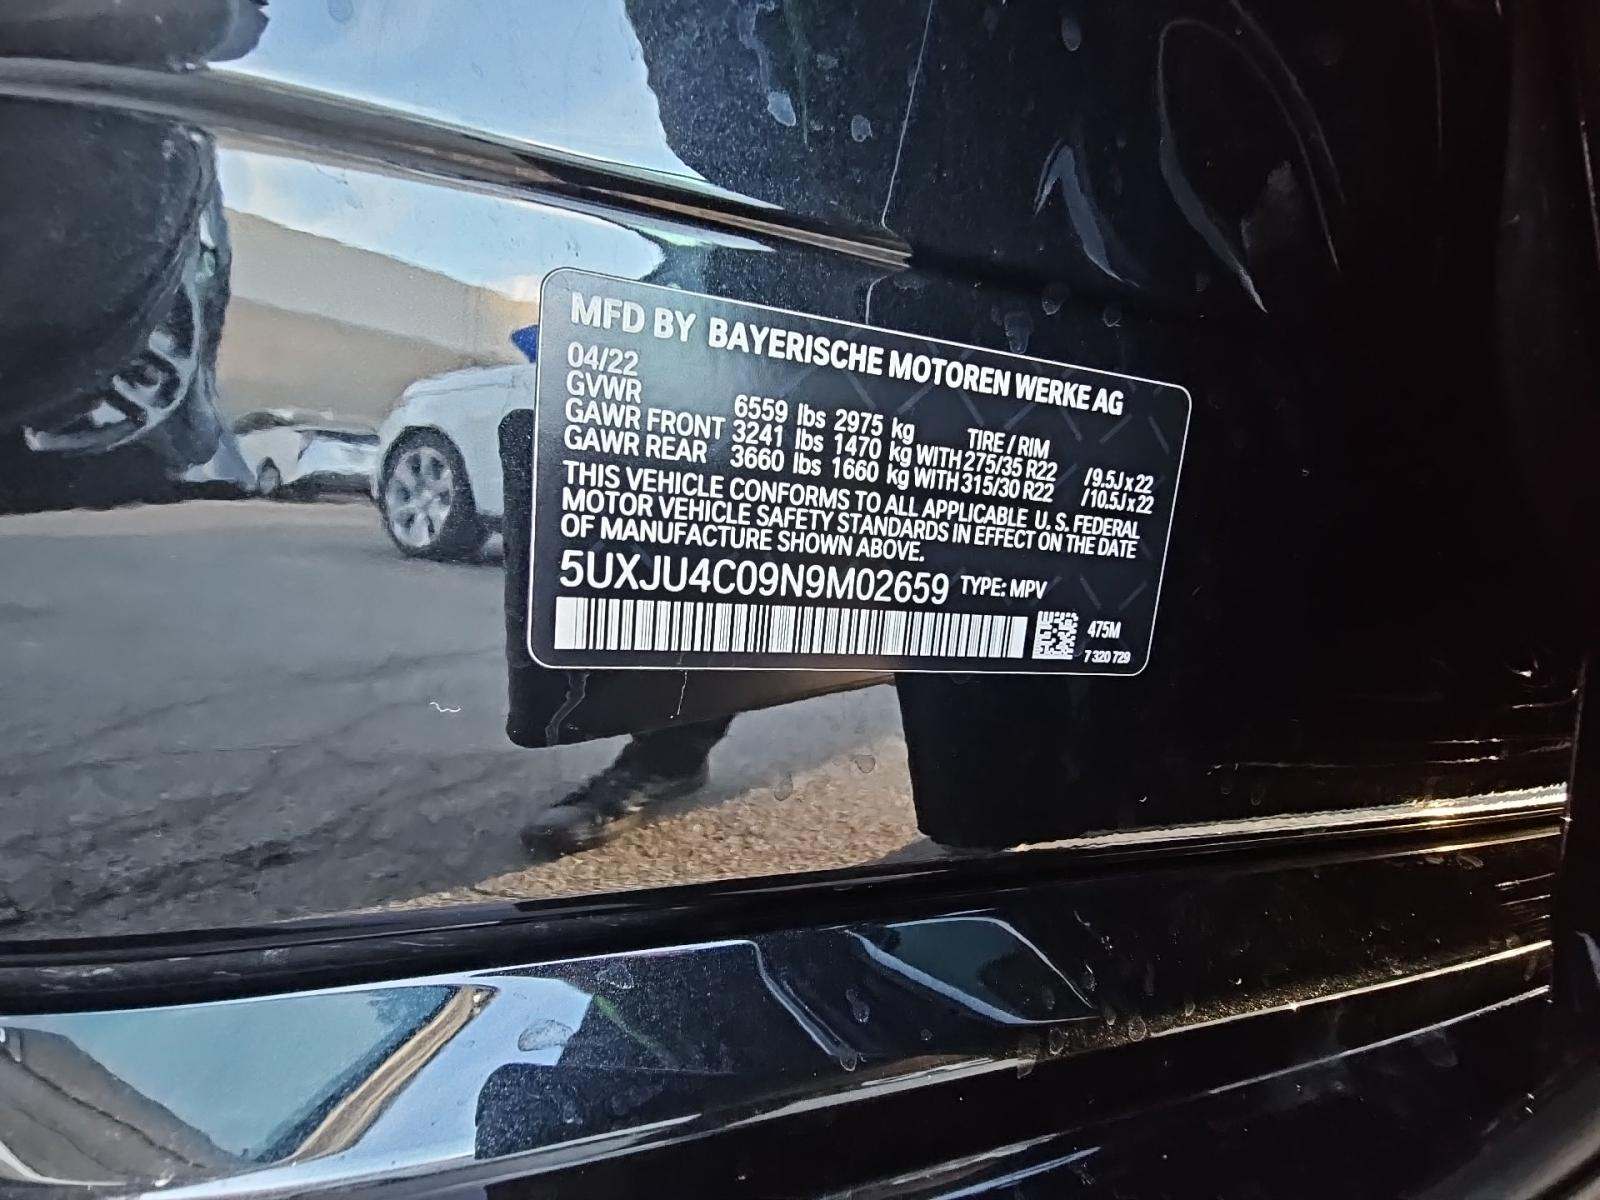 MFD BY BAYERISCHE MOTOREN WERKE AG
04/22
GVWR 6559 lbs 2975 kg TIRE / RIM
GAWR FRONT 3241 lbs 1470 kg WITH 275/35 R22 /9.5J x 22
GAWR REAR 3660 lbs 1660 kg WITH 315/30 R22 /10.5J x 22
THIS VEHICLE CONFORMS TO ALL APPLICABLE U. S. FEDERAL
MOTOR VEHICLE SAFETY STANDARDS IN EFFECT ON THE DATE
OF MANUFACTURE SHOWN ABOVE.
5UXJU4C09N9M02659 TYPE: MPV
475M
7 320 729